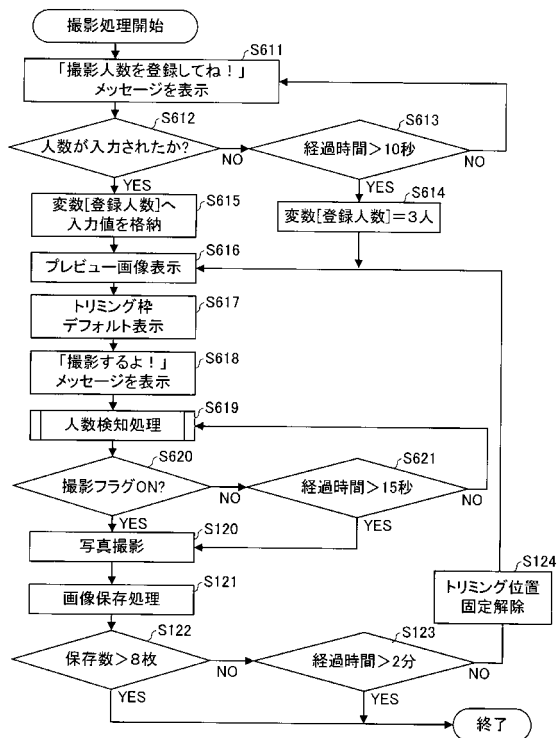 撮影処理開始
S611
「撮影人数を登録してね！」
メッセージを表示
S612
人数が入力されたか?
NO
YES
S613
経過時間＞10秒
NO
YES
S614
変数[登録人数]＝3人
S615
変数[登録人数]へ
入力値を格納
S616
プレビュー画像表示
S617
トリミング枠
デフォルト表示
S618
「撮影するよ！」
メッセージを表示
S619
人数検知処理
S620
撮影フラグON?
NO
YES
S621
経過時間＞15秒
NO
YES
S120
写真撮影
S121
画像保存処理
S122
保存数＞8枚
NO
YES
S123
経過時間＞2分
NO
YES
S124
トリミング位置
固定解除
終了